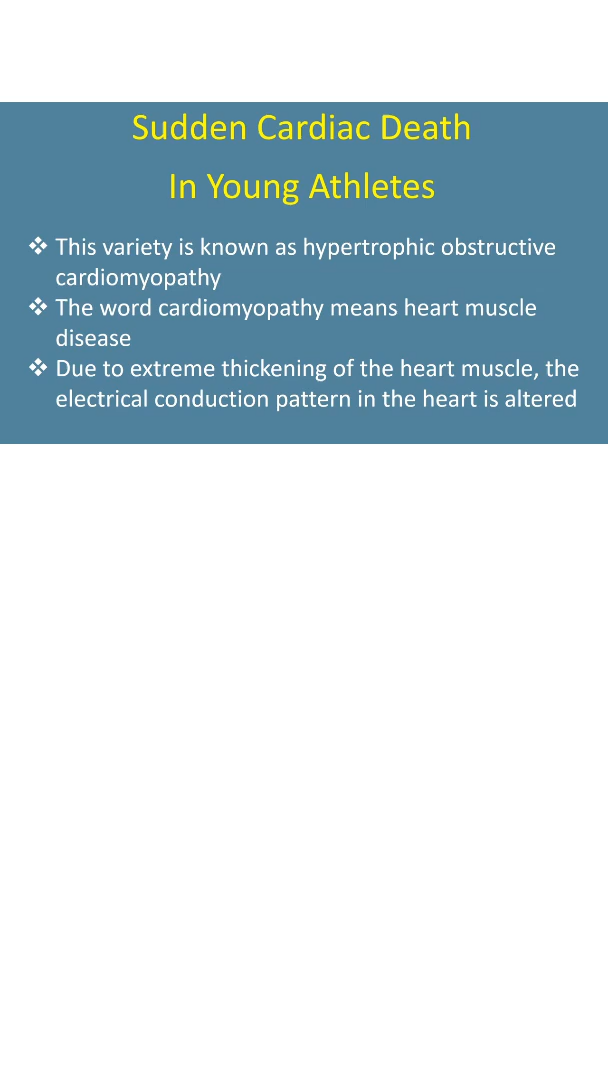 Sudden Cardiac Death
In Young Athletes
❖ This variety is known as hypertrophic obstructive
cardiomyopathy
❖ The word cardiomyopathy means heart muscle
disease
❖ Due to extreme thickening of the heart muscle, the
electrical conduction pattern in the heart is altered